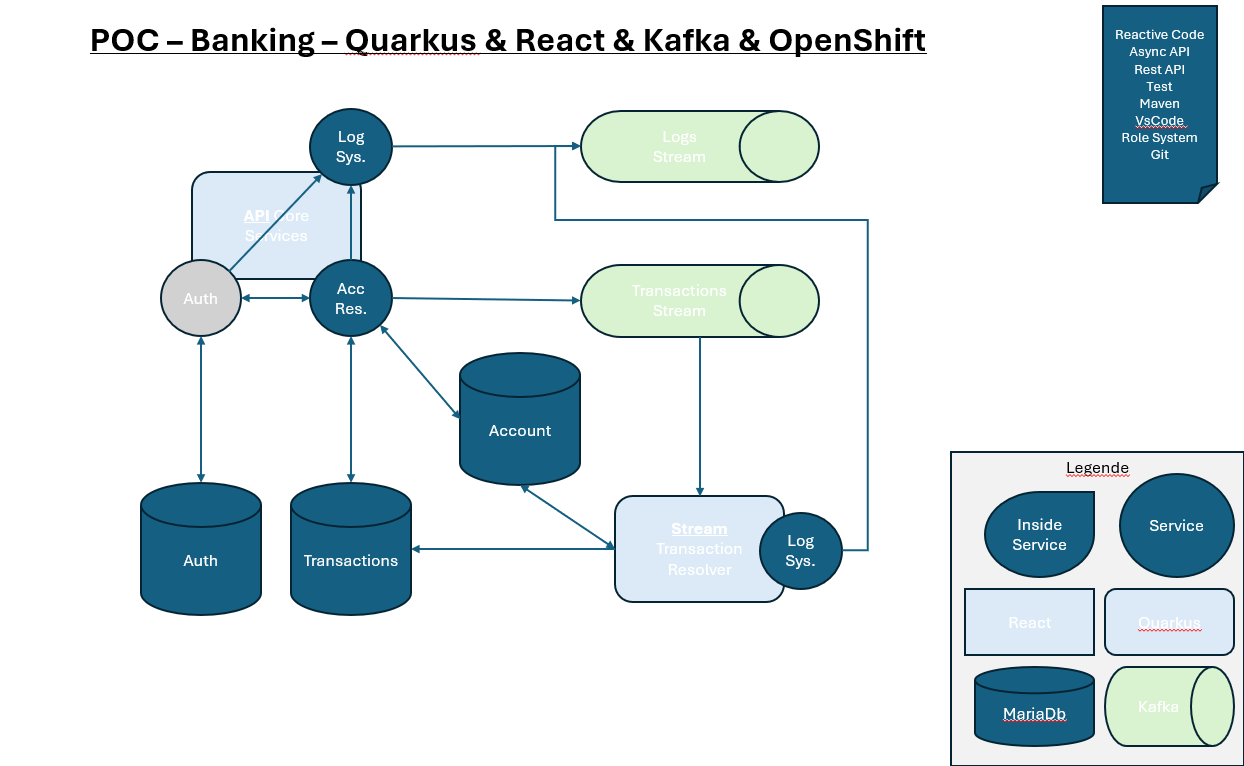 POC – Banking – Quarkus & React & Kafka & OpenShift
Reactive Code
Async API
Rest API
Test
Maven
VsCode
Role System
Git
Log
Sys.
Logs
Stream
API Core
Services
Auth
Acc
Res.
Transactions
Stream
Account
Auth
Transactions
Stream
Transaction
Resolver
Log
Sys.
Legende
Inside
Service
Service
React
Quarkus
MariaDb
Kafka